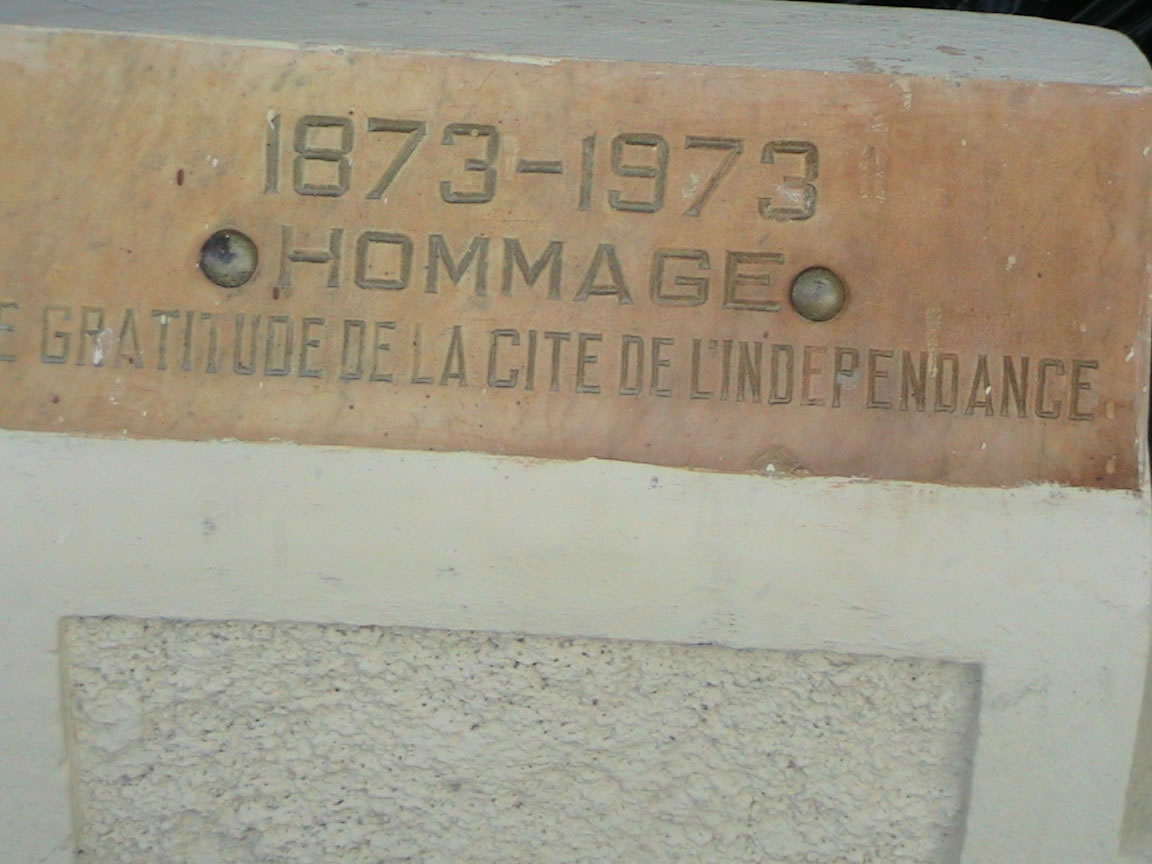 1873-1973
HOMMAGE
E GRATITUDE DE LA CITE DE L'INDEPENDANCE